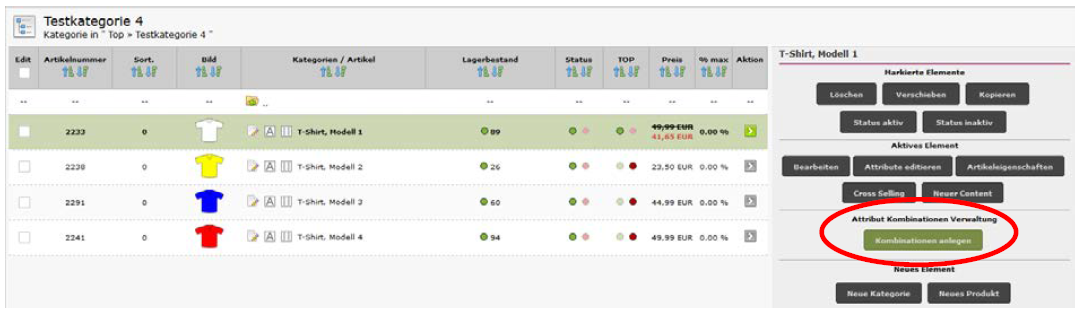 Testkategorie 4
Kategorie in " Top » Testkategorie 4 "
Edit Artikelnummer Sort. Bild Kategorien / Artikel Lagerbestand Status TOP Preis % max Aktion
-- -- -- -- .. -- -- -- -- -- --
2233 0 A T-Shirt, Modell 1 89 49,99 EUR 0.00 %
41,65 EUR
2238 0 A T-Shirt, Modell 2 26 23,50 EUR 0.00 %
2291 0 A T-Shirt, Modell 3 60 44.99 EUR 0.00 %
2241 0 A T-Shirt, Modell 4 94 49.99 EUR 0.00 %
T-Shirt, Modell 1
Markierte Elemente
Löschen Verschieben Kopieren
Status aktiv Status inaktiv
Aktives Element
Bearbeiten Attribute editieren Artikeleigenschaften
Cross Selling Neuer Content
Attribut Kombinationen Verwaltung
Kombinationen anlegen
Neues Element
Neue Kategorie Neues Produkt